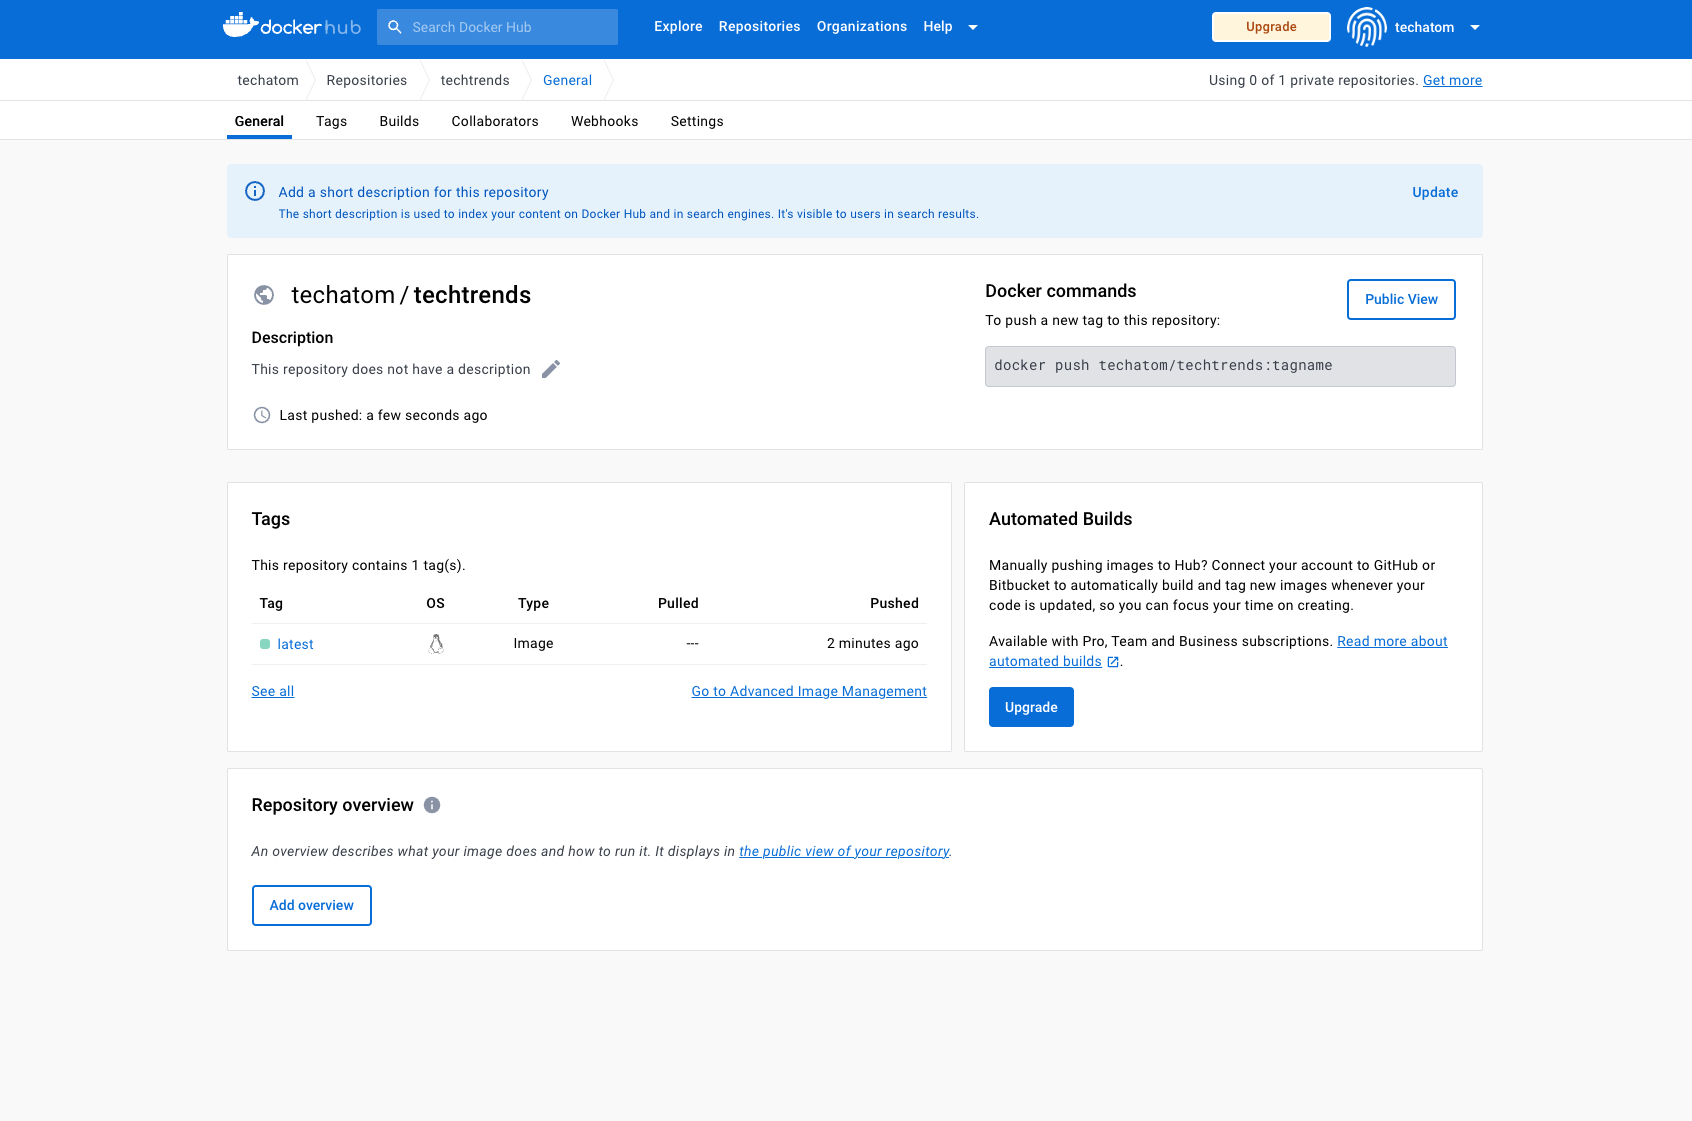 dockerhub
Search Docker Hub
Explore Repositories Organizations Help
Upgrade
techatom
techatom Repositories techtrends General
Using 0 of 1 private repositories. Get more
General Tags Builds Collaborators Webhooks Settings
Add a short description for this repository
Update
The short description is used to index your content on Docker Hub and in search engines. It's visible to users in search results.
techatom / techtrends
Description
This repository does not have a description
Last pushed: a few seconds ago
Docker commands
Public View
To push a new tag to this repository:
docker push techatom/techtrends:tagname
Tags
This repository contains 1 tag(s).
Tag OS Type Pulled Pushed
latest Image --- 2 minutes ago
See all Go to Advanced Image Management
Automated Builds
Manually pushing images to Hub? Connect your account to GitHub or
Bitbucket to automatically build and tag new images whenever your
code is updated, so you can focus your time on creating.
Available with Pro, Team and Business subscriptions. Read more about
automated builds.
Upgrade
Repository overview
An overview describes what your image does and how to run it. It displays in the public view of your repository.
Add overview